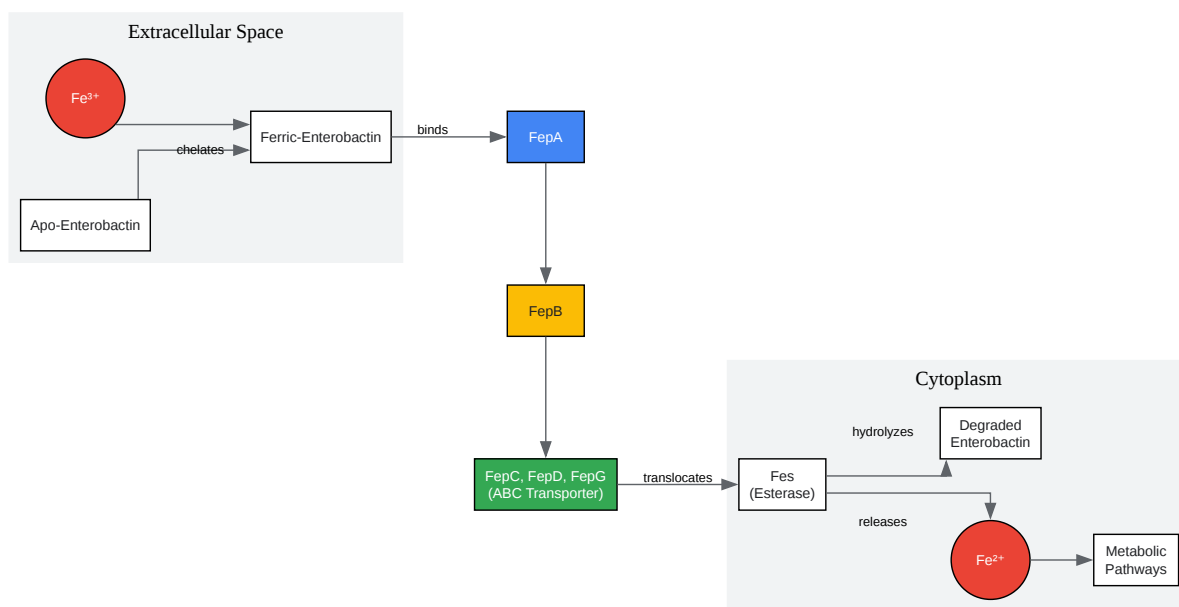 Extracellular Space
Fe³⁺
Ferric-Enterobactin
binds
FepA
chelates
Apo-Enterobactin
FepB
Cytoplasm
FepC, FepD, FepG
(ABC Transporter)
translocates
Fes
(Esterase)
hydrolyzes
Degraded
Enterobactin
releases
Fe²⁺
Metabolic
Pathways